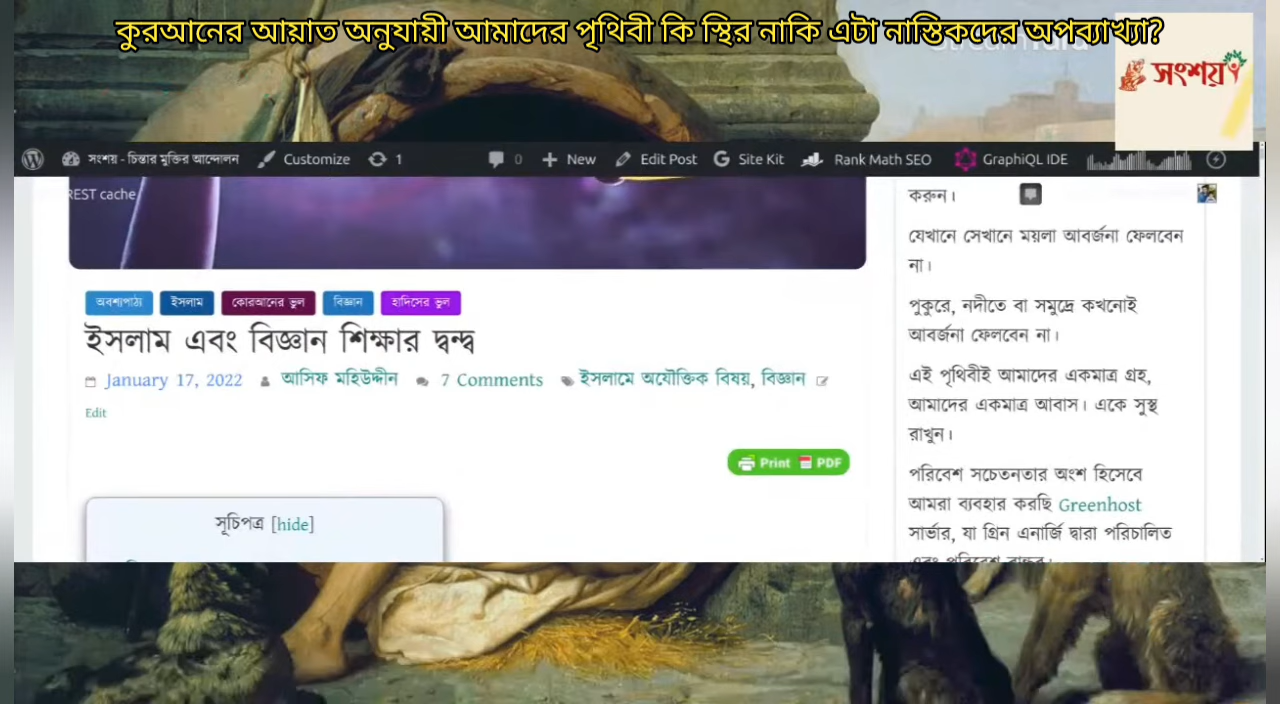 কুরআনের আয়াত অনুযায়ী আমাদের পৃথিবী কি স্থির নাকি এটা নাস্তিকদের অপব্যাখ্যা?
সংশয়
সংশয় - চিন্তার মুক্তির আন্দোলন Customize 1 0 New Edit Post Site Kit Rank Math SEO GraphiQL IDE
REST cache
অবশ্যপাঠ্য ইসলাম কোরআনের ভুল বিজ্ঞান হাদিসের ভুল
ইসলাম এবং বিজ্ঞান শিক্ষার দ্বন্দ্ব
January 17, 2022 আসিফ মহিউদ্দীন 7 Comments ইসলামে অযৌক্তিক বিষয়, বিজ্ঞান
Edit
Print PDF
সূচিপত্র [hide]
করুন।
যেখানে সেখানে ময়লা আবর্জনা ফেলবেন
না।
পুকুরে, নদীতে বা সমুদ্রে কখনোই
আবর্জনা ফেলবেন না।
এই পৃথিবীই আমাদের একমাত্র গ্রহ,
আমাদের একমাত্র আবাস। একে সুস্থ
রাখুন।
পরিবেশ সচেতনতার অংশ হিসেবে
আমরা ব্যবহার করছি Greenhost
সার্ভার, যা গ্রিন এনার্জি দ্বারা পরিচালিত